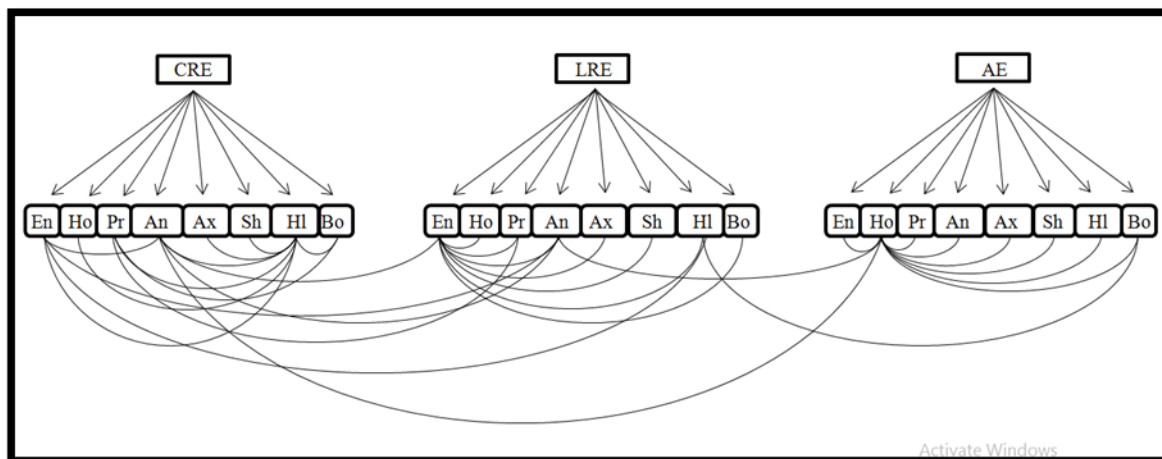 CRE LRE AE
En Ho Pr An Ax Sh Hl Bo En Ho Pr An Ax Sh Hl Bo En Ho Pr An Ax Sh Hl Bo
Activate Windows